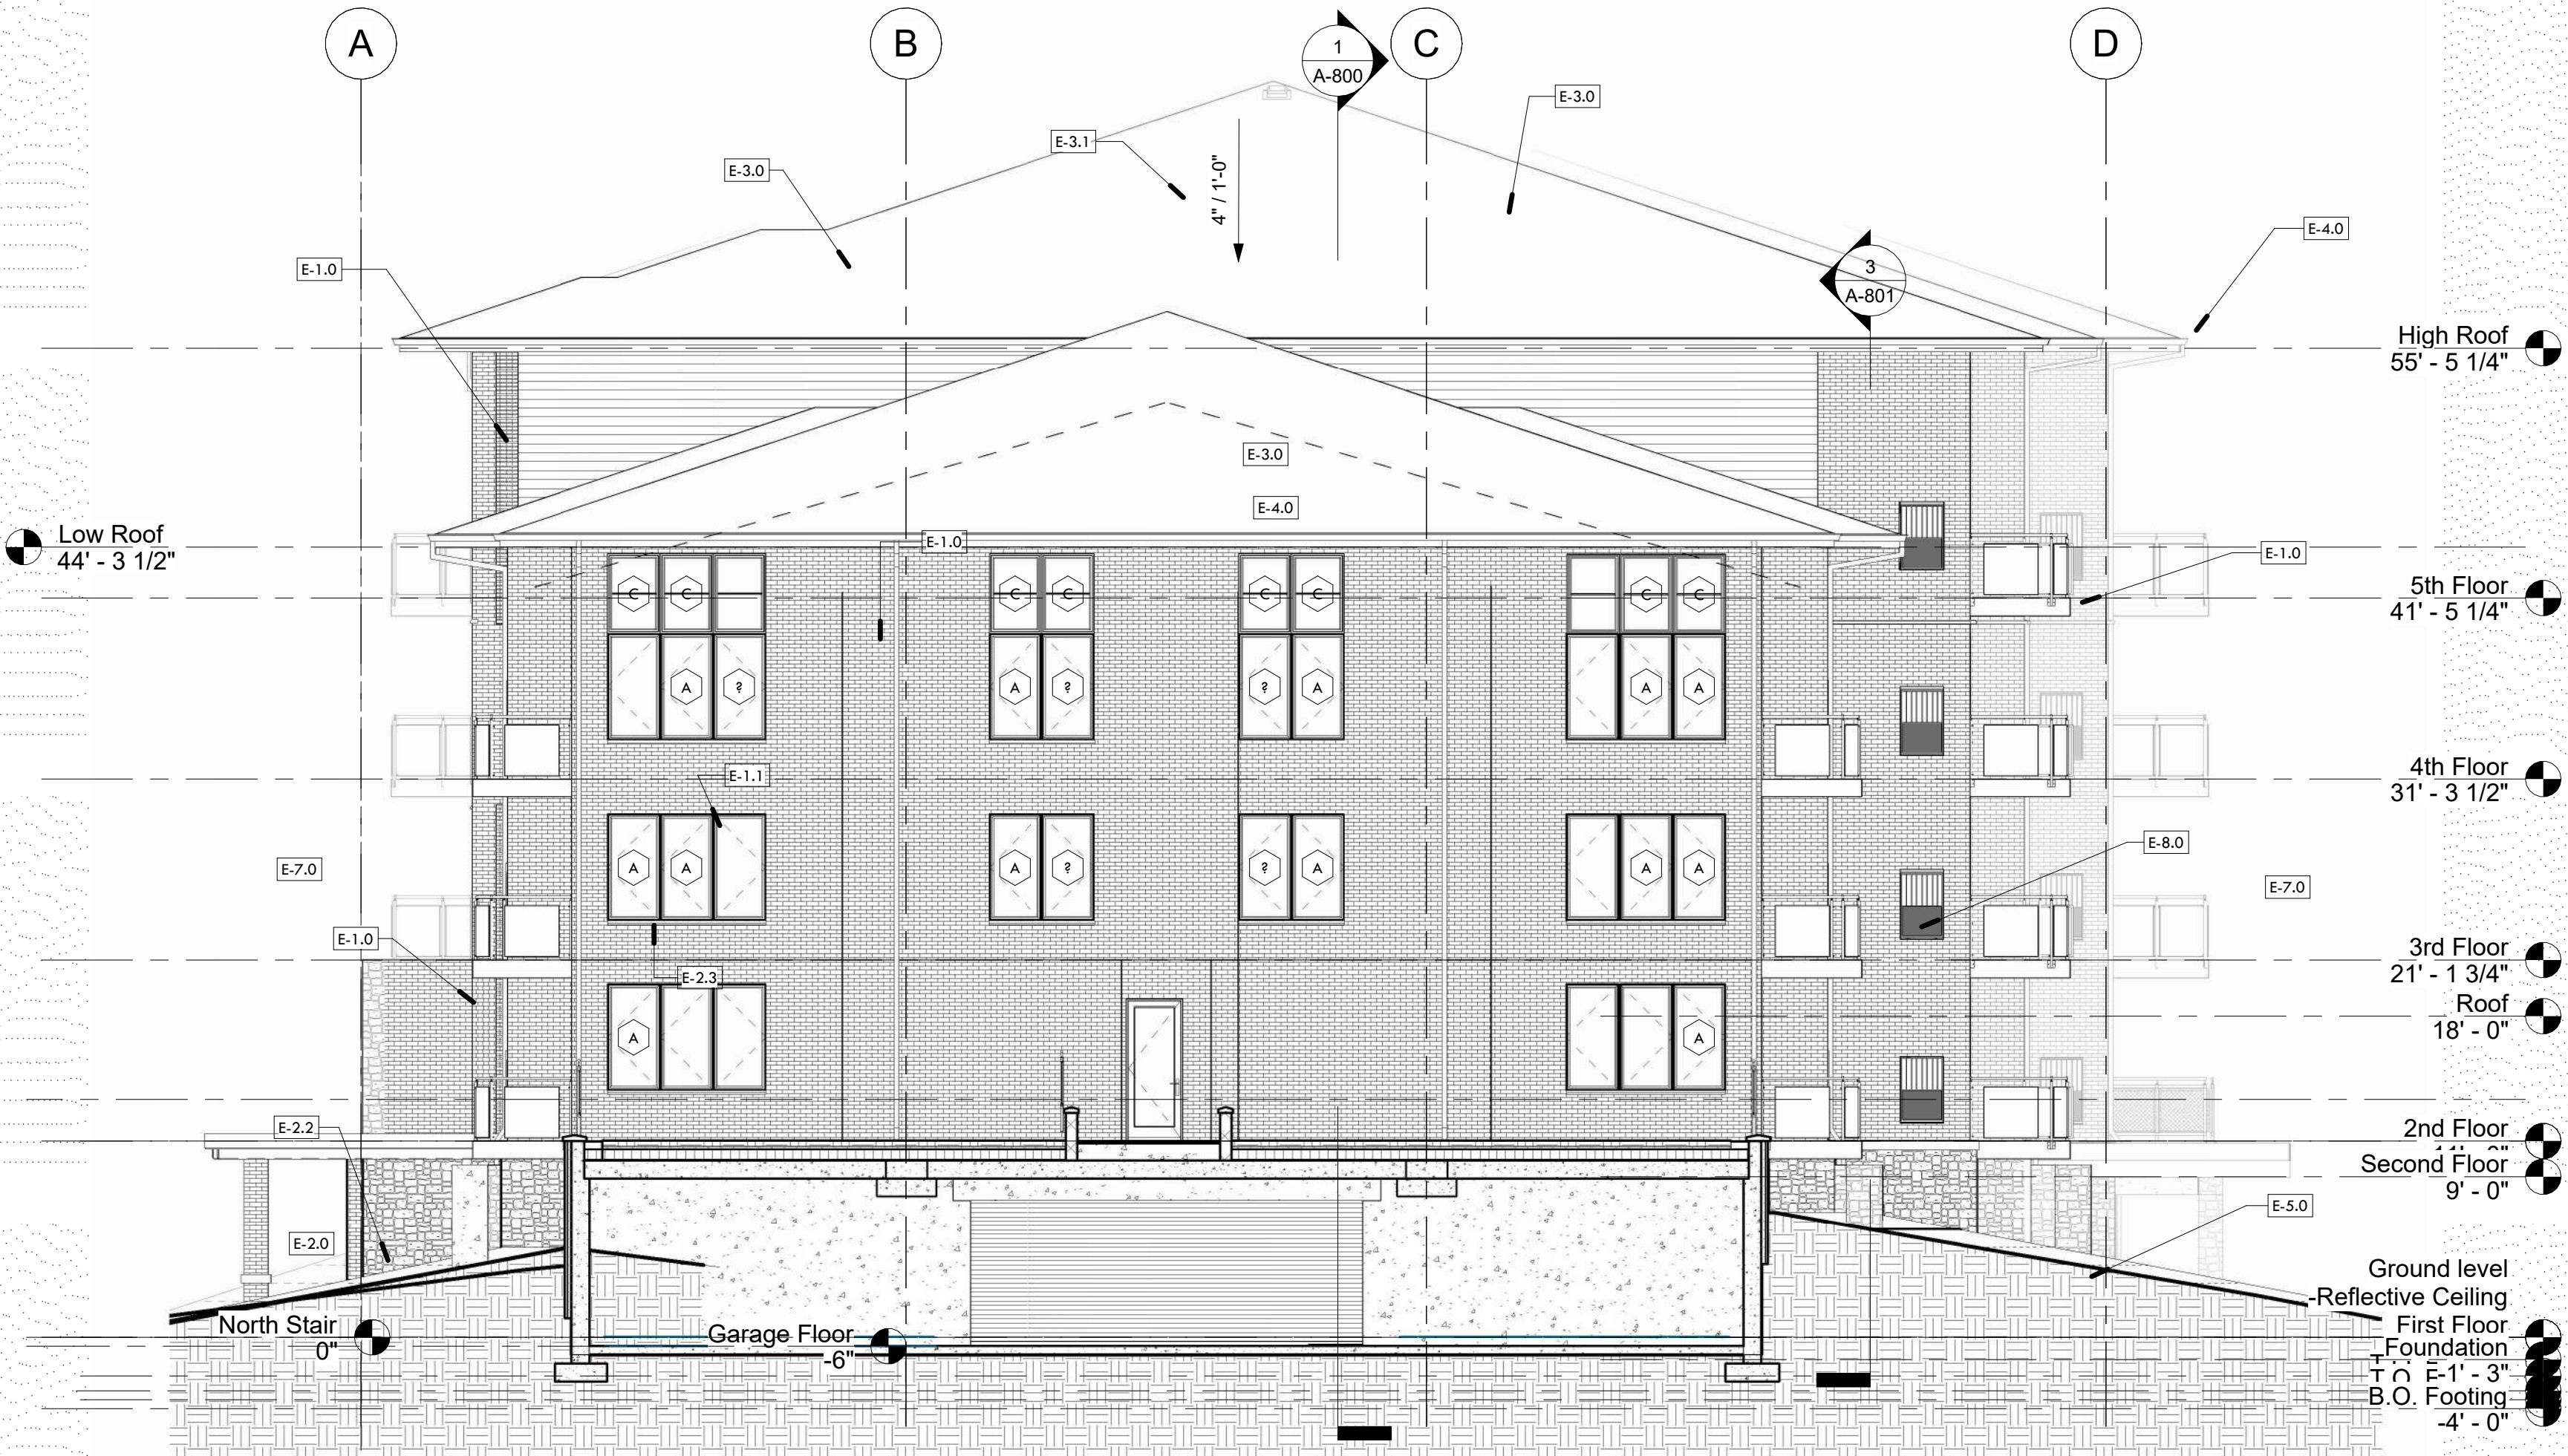 A
B
1
A-800
C
D
E-3.0
E-3.1
E-3.0
4" / 1'-0"
E-4.0
E-1.0
3
A-801
High Roof
55' - 5 1/4"
E-3.0
E-4.0
Low Roof
44' - 3 1/2"
E-1.0
E-1.0
5th Floor
41' - 5 1/4"
C
C
C
C
C
C
C
C
A
?
A
?
?
A
A
A
4th Floor
31' - 3 1/2"
E-1.1
E-8.0
E-7.0
A
A
A
?
?
A
A
A
E-7.0
E-1.0
3rd Floor
21' - 1 3/4"
E-2.3
Roof
18' - 0"
A
A
E-2.2
2nd Floor
Second Floor
9' - 0"
E-5.0
E-2.0
Ground level
-Reflective Ceiling
North Stair
0"
Garage Floor
-6"
First Floor
Foundation
-1' - 3"
B.O. Footing
-4' - 0"